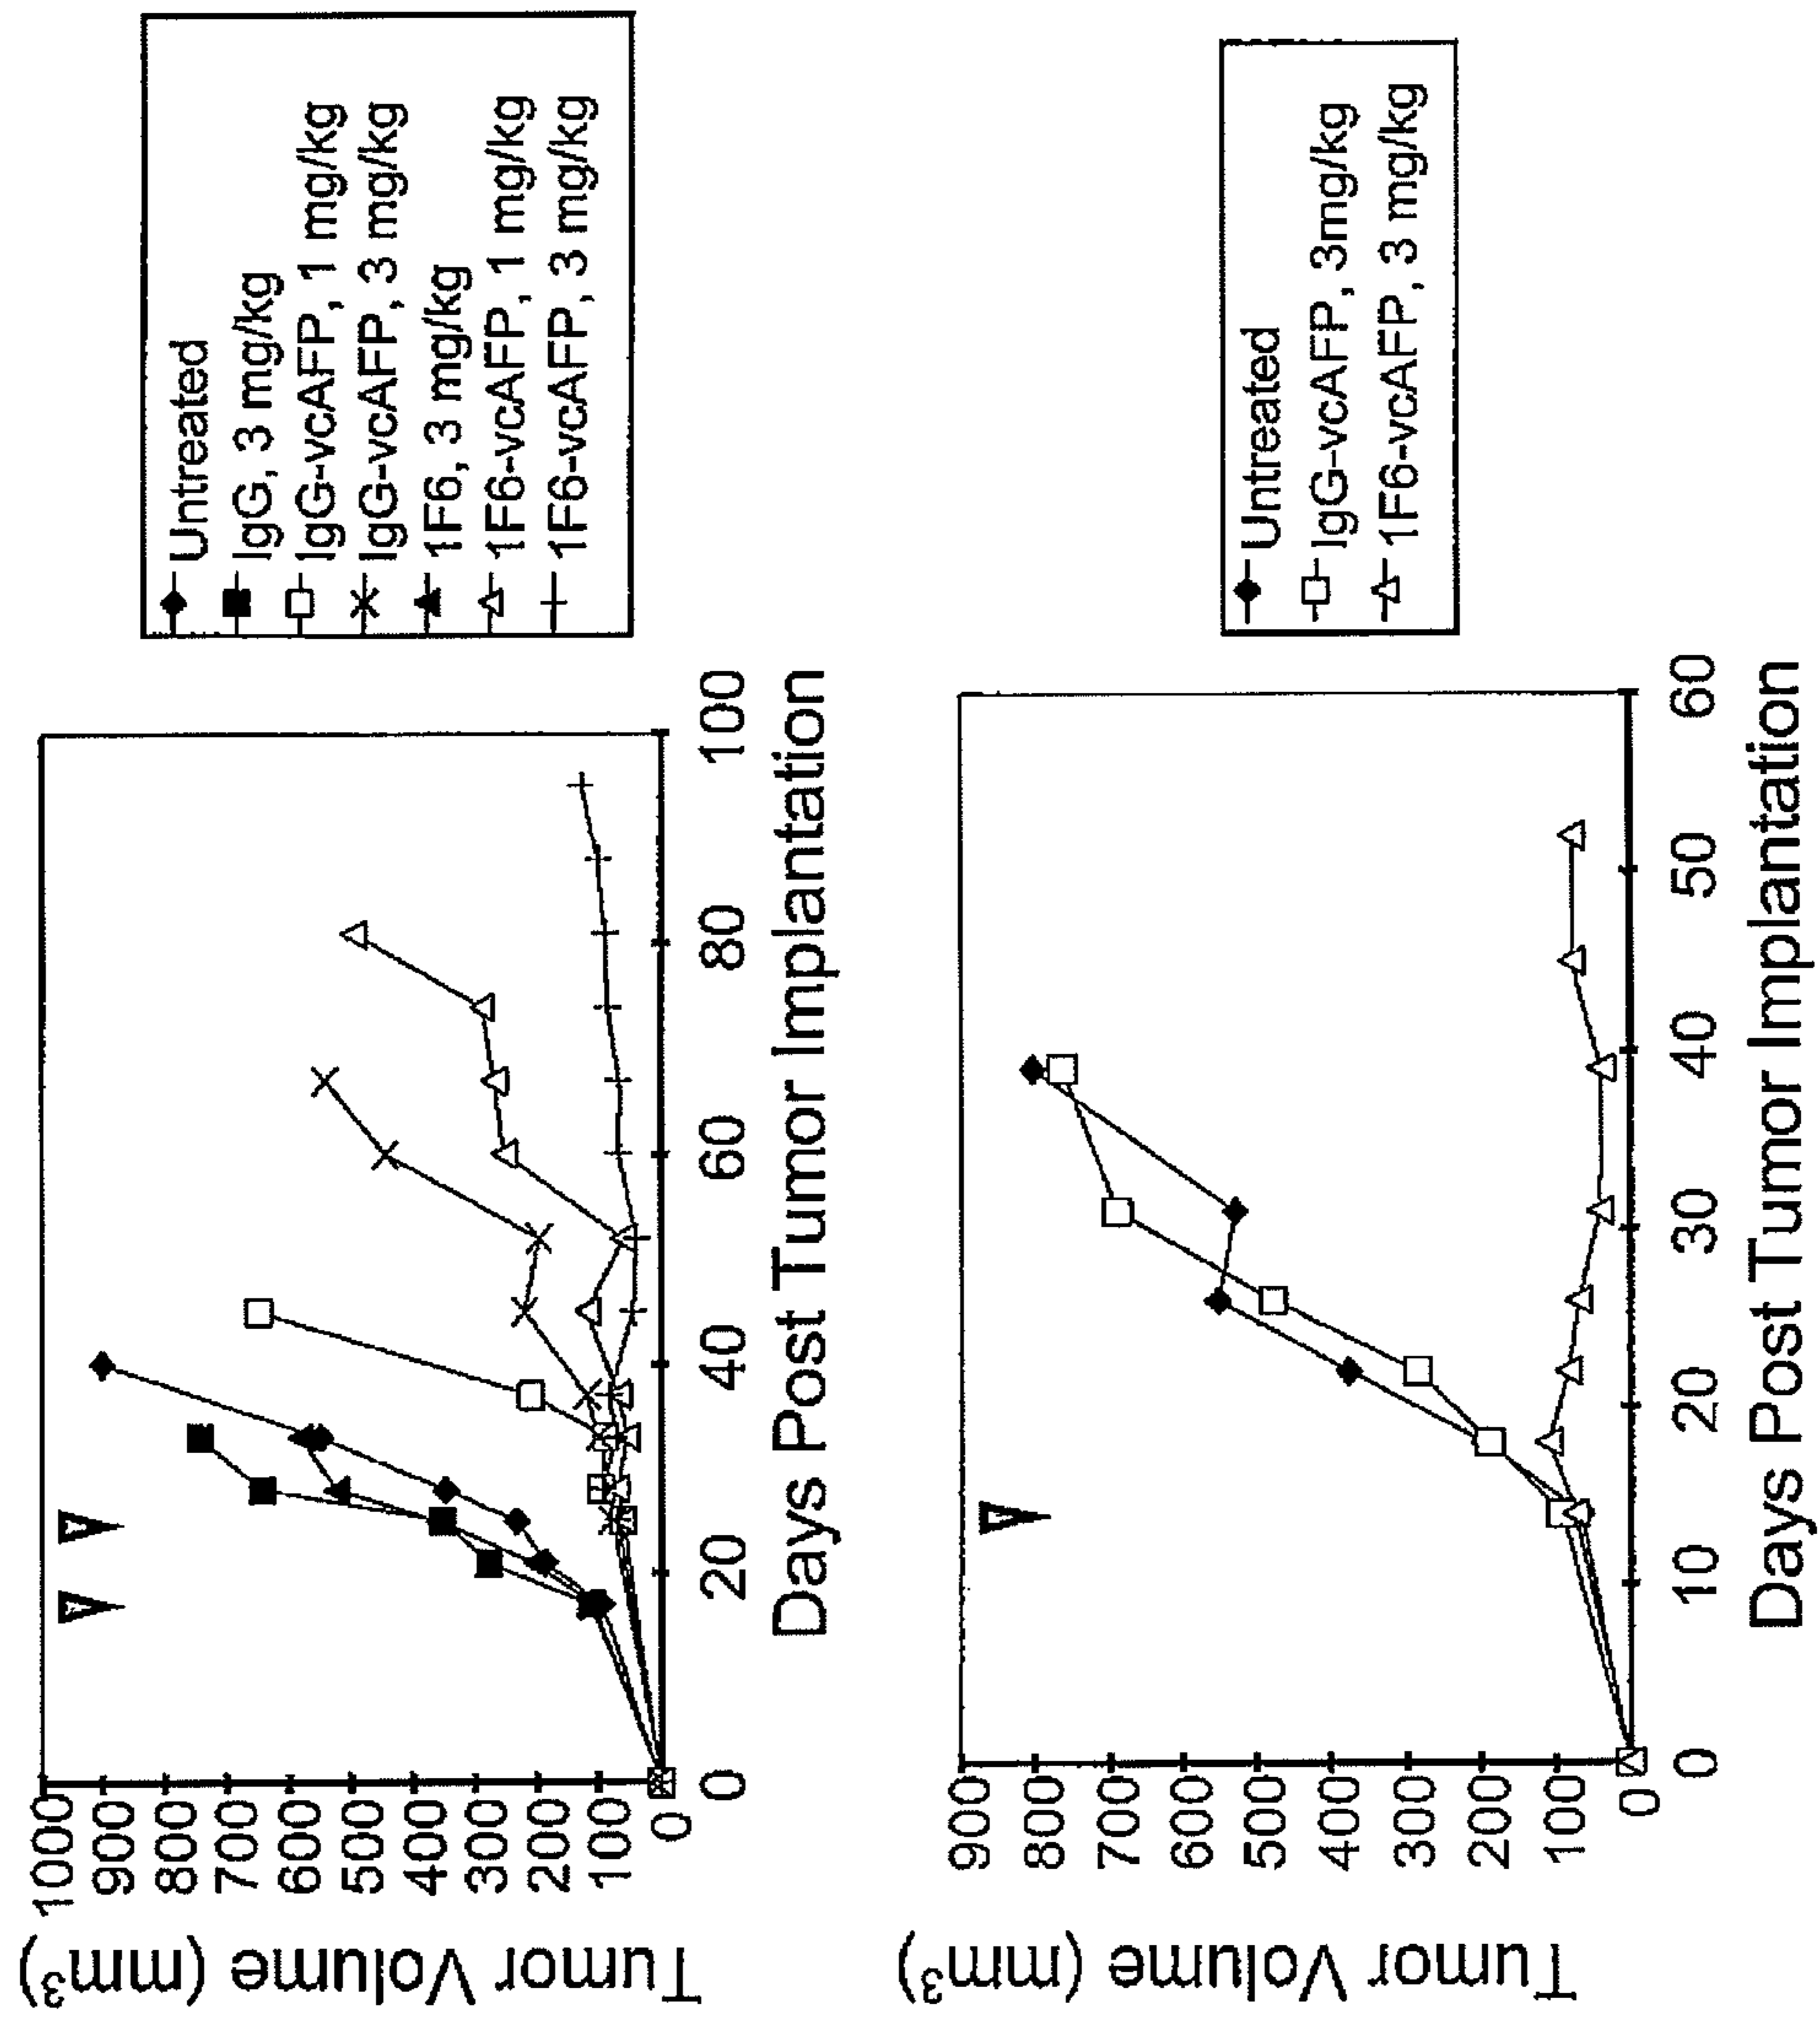 Tumor Volume (mm³)
1000
900
800
700
600
500
400
300
200
100
0
0
20
40
60
80
100
Days Post Tumor Implantation
Untreated
IgG, 3 mg/kg
IgG-vcAFP, 1 mg/kg
IgG-vcAFP, 3 mg/kg
1F6, 3 mg/kg
1F6-vcAFP, 1 mg/kg
1F6-vcAFP, 3 mg/kg
Tumor Volume (mm³)
900
800
700
600
500
400
300
200
100
0
0
10
20
30
40
50
60
Days Post Tumor Implantation
Untreated
IgG-vcAFP, 3mg/kg
1F6-vcAFP, 3 mg/kg